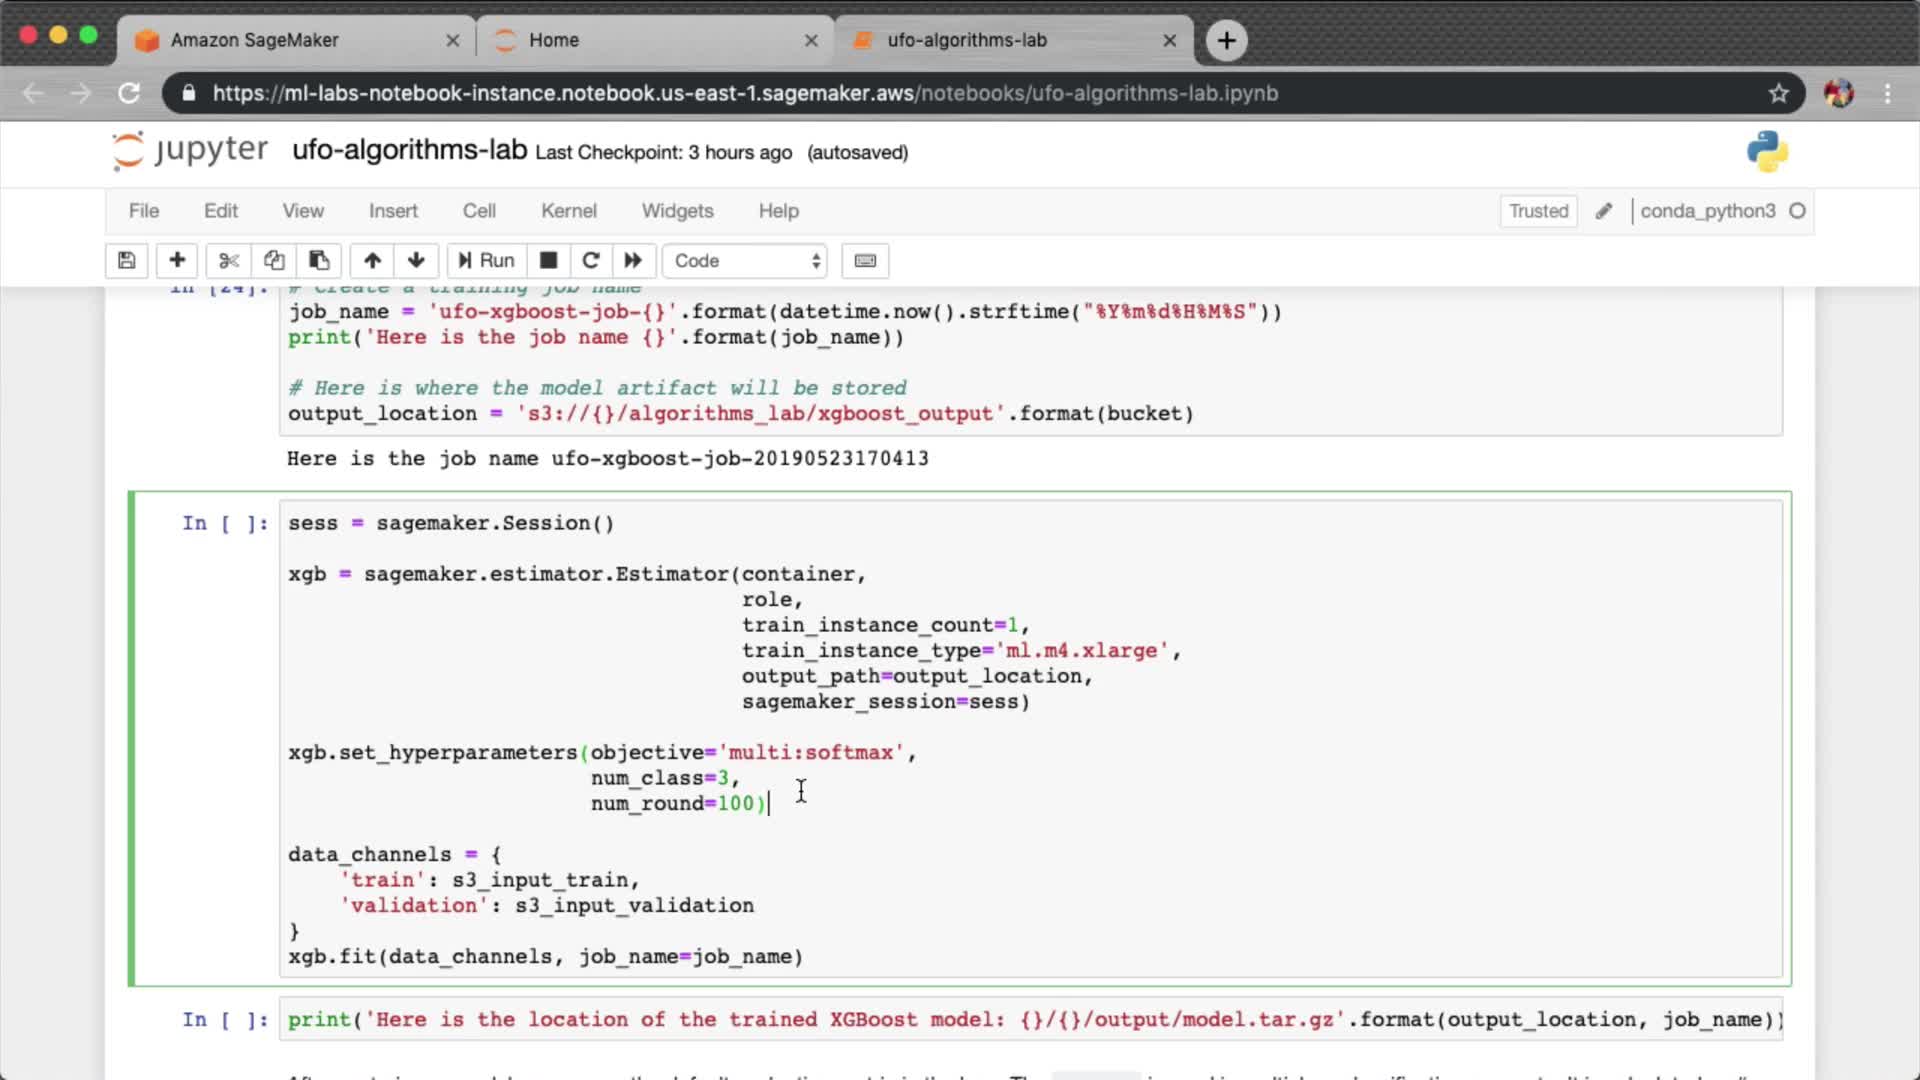 Amazon SageMaker
Home
ufo-algorithms-lab
https://ml-labs-notebook-instance.notebook.us-east-1.sagemaker.aws/notebooks/ufo-algorithms-lab.ipynb
jupyter ufo-algorithms-lab Last Checkpoint: 3 hours ago (autosaved)
File Edit View Insert Cell Kernel Widgets Help Trusted conda_python3
Run Code
In [24]: # Create a training job name
job_name = 'ufo-xgboost-job-{}'.format(datetime.now().strftime("%Y%m%d%H%M%S"))
print('Here is the job name {}'.format(job_name))
# Here is where the model artifact will be stored
output_location = 's3://{}/algorithms_lab/xgboost_output'.format(bucket)
Here is the job name ufo-xgboost-job-20190523170413
In [ ]: sess = sagemaker.Session()
xgb = sagemaker.estimator.Estimator(container,
role,
train_instance_count=1,
train_instance_type='ml.m4.xlarge',
output_path=output_location,
sagemaker_session=sess)
xgb.set_hyperparameters(objective='multi:softmax',
num_class=3,
num_round=100)
data_channels = {
'train': s3_input_train,
'validation': s3_input_validation
}
xgb.fit(data_channels, job_name=job_name)
In [ ]: print('Here is the location of the trained XGBoost model: {}/{}/output/model.tar.gz'.format(output_location, job_name))